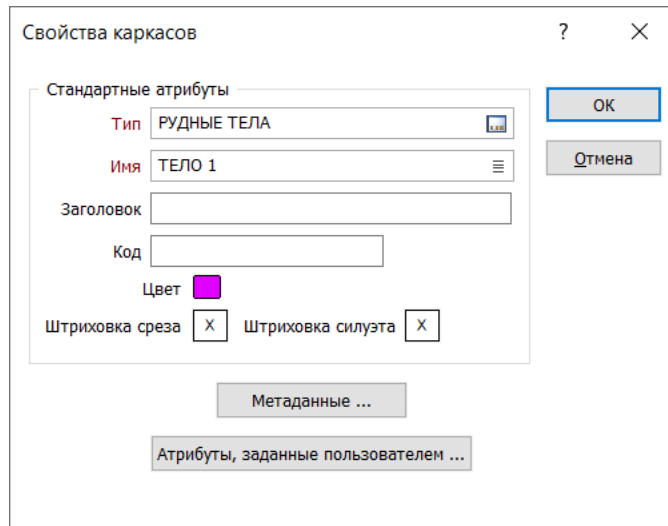 Свойства каркасов ?
Стандартные атрибуты
Тип РУДНЫЕ ТЕЛА
Имя ТЕЛО 1
Заголовок
Код
Цвет
Штриховка среза X Штриховка силуэта X
OK
Отмена
Метаданные ...
Атрибуты, заданные пользователем ...